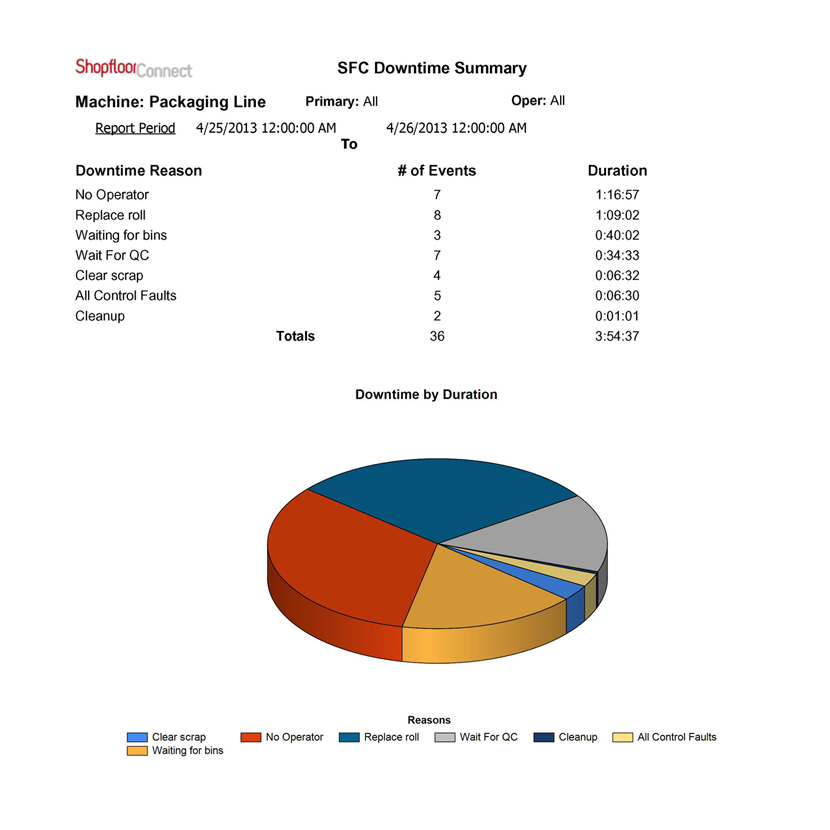 ShopfloorConnect
SFC Downtime Summary
Machine: Packaging Line Primary: All Oper: All
Report Period 4/25/2013 12:00:00 AM To 4/26/2013 12:00:00 AM
Downtime Reason # of Events Duration
No Operator 7 1:16:57
Replace roll 8 1:09:02
Waiting for bins 3 0:40:02
Wait For QC 7 0:34:33
Clear scrap 4 0:06:32
All Control Faults 5 0:06:30
Cleanup 2 0:01:01
Totals 36 3:54:37
Downtime by Duration
Reasons
Clear scrap No Operator Replace roll Wait For QC Cleanup All Control Faults
Waiting for bins